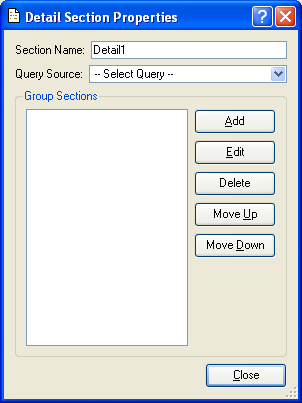 Detail Section Properties
Section Name: Detail1
Query Source: -- Select Query --
Group Sections
Add
Edit
Delete
Move Up
Move Down
Close